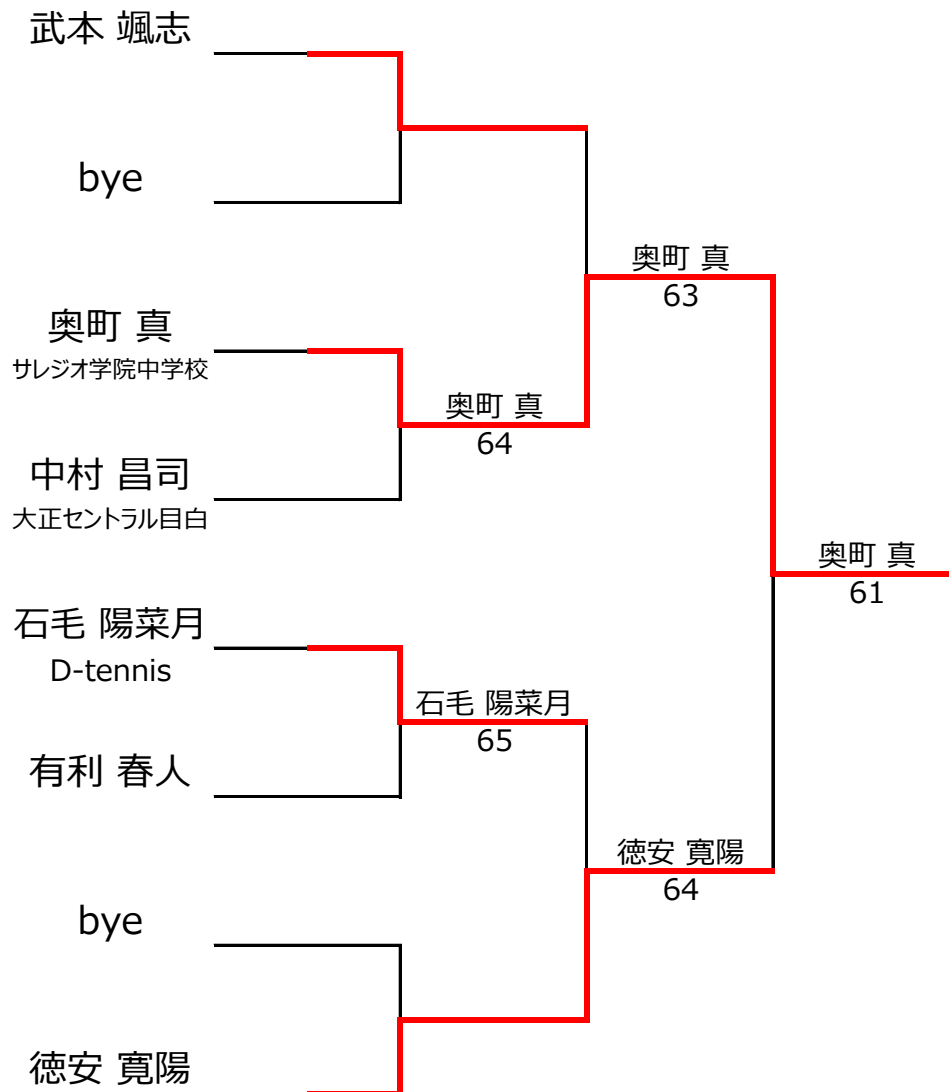 武本 颯志
bye
奥町 真
サレジオ学院中学校
中村 昌司
大正セントラル目白
石毛 陽菜月
D-tennis
有利 春人
bye
徳安 寛陽
奥町 真
64
石毛 陽菜月
65
奥町 真
63
徳安 寛陽
64
奥町 真
61